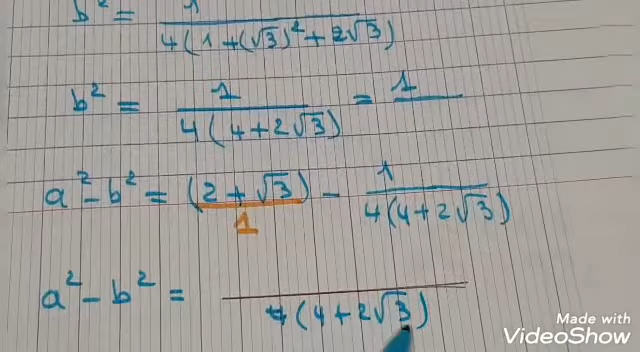 b² = 1/4(1+(√3)²+2√3)
b² = 1/4(4+2√3) = 1/
a²-b² = (2+√3)/1 - 1/4(4+2√3)
a²-b² = /4(4+2√3)
Made with
VideoShow